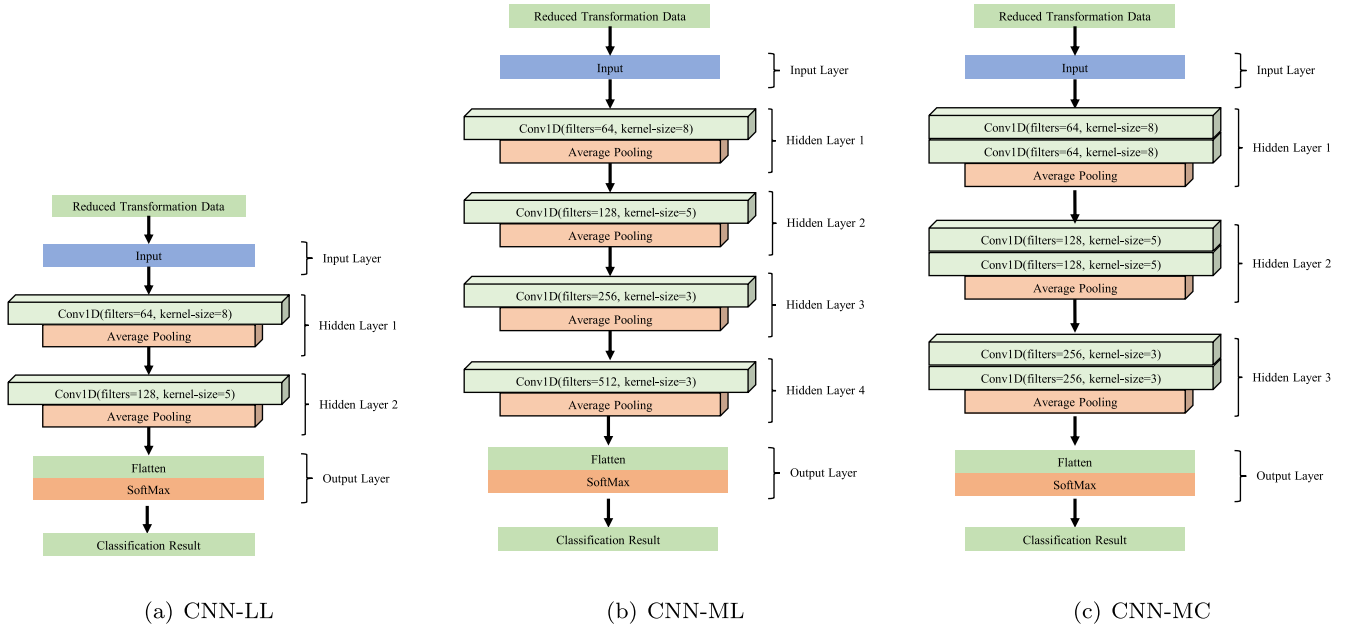 Reduced Transformation Data
Input
Input Layer
Conv1D(filters=64, kernel-size=8)
Average Pooling
Hidden Layer 1
Conv1D(filters=128, kernel-size=5)
Average Pooling
Hidden Layer 2
Flatten
SoftMax
Output Layer
Classification Result
(a) CNN-LL
Reduced Transformation Data
Input
Input Layer
Conv1D(filters=64, kernel-size=8)
Average Pooling
Hidden Layer 1
Conv1D(filters=128, kernel-size=5)
Average Pooling
Hidden Layer 2
Conv1D(filters=256, kernel-size=3)
Average Pooling
Hidden Layer 3
Conv1D(filters=512, kernel-size=3)
Average Pooling
Hidden Layer 4
Flatten
SoftMax
Output Layer
Classification Result
(b) CNN-ML
Reduced Transformation Data
Input
Input Layer
Conv1D(filters=64, kernel-size=8)
Conv1D(filters=64, kernel-size=8)
Average Pooling
Hidden Layer 1
Conv1D(filters=128, kernel-size=5)
Conv1D(filters=128, kernel-size=5)
Average Pooling
Hidden Layer 2
Conv1D(filters=256, kernel-size=3)
Conv1D(filters=256, kernel-size=3)
Average Pooling
Hidden Layer 3
Flatten
SoftMax
Output Layer
Classification Result
(c) CNN-MC